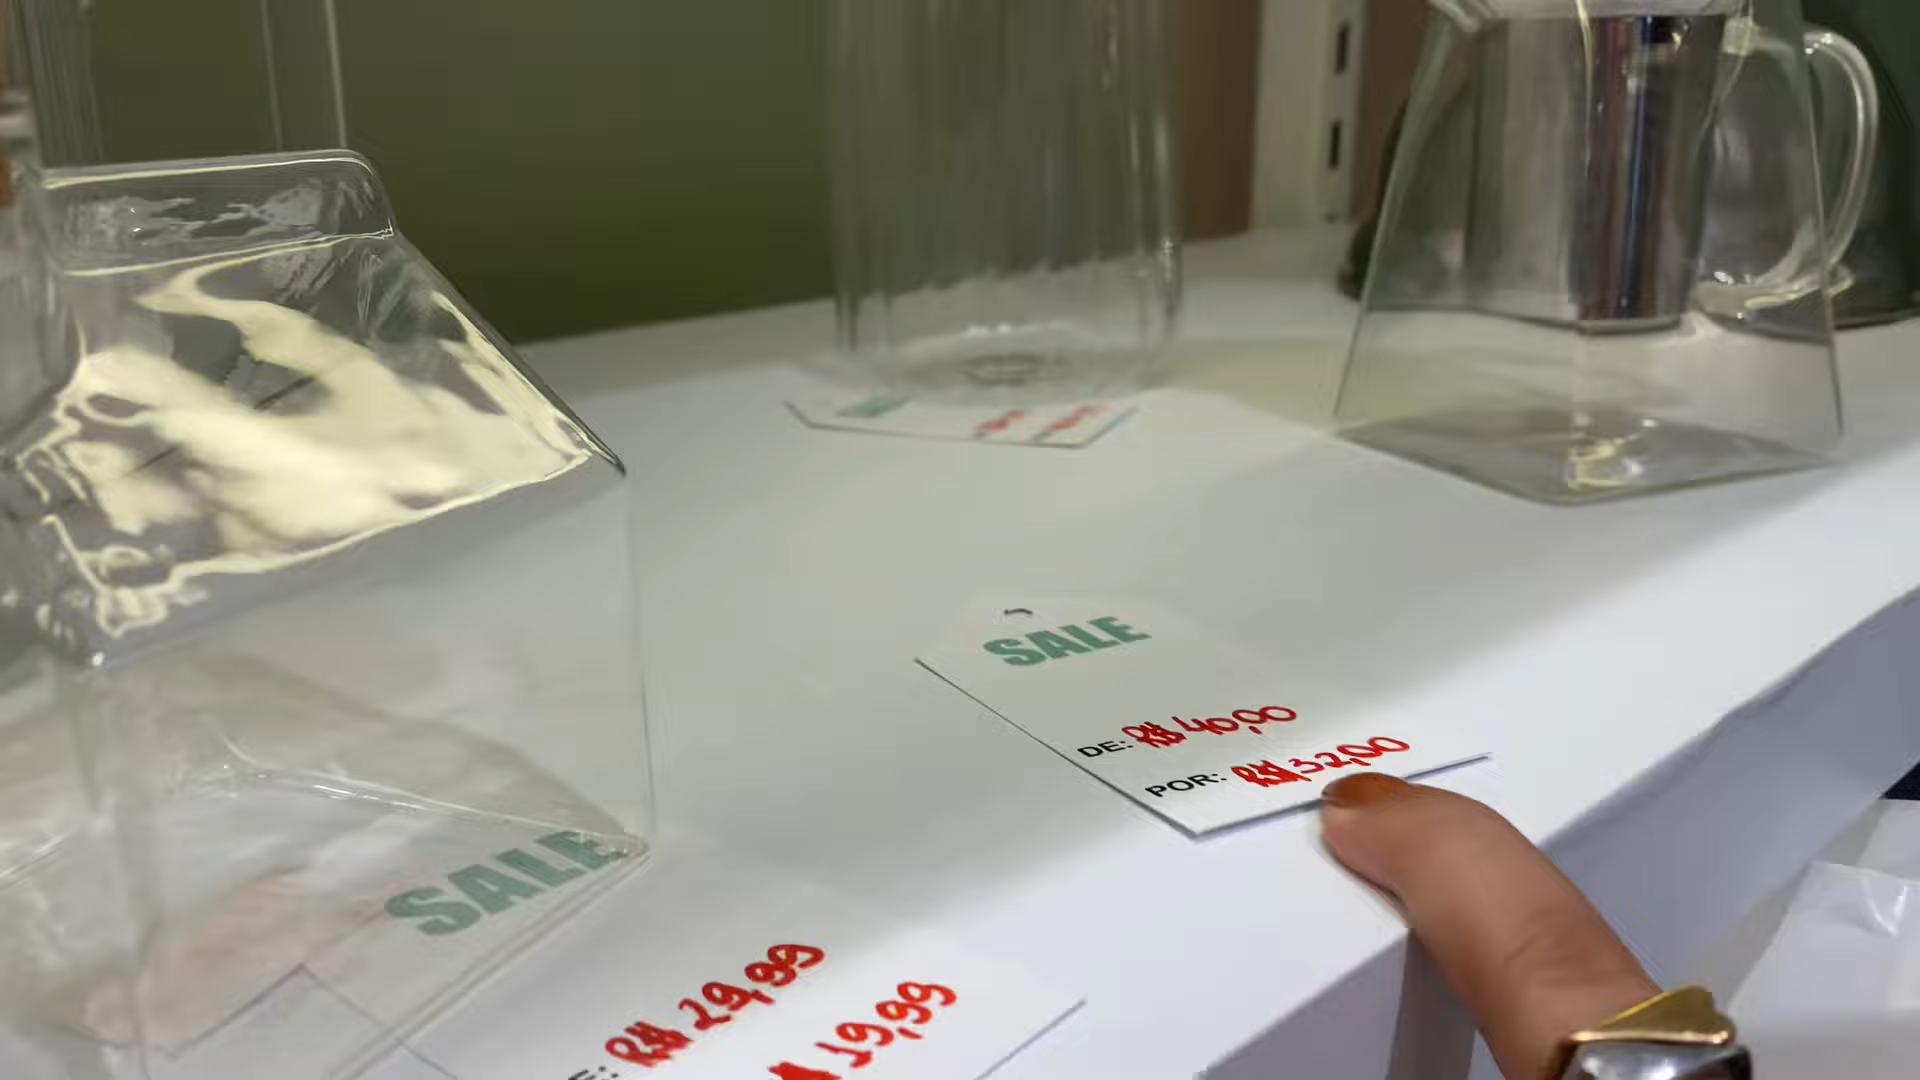 SALE
DE: R$ 40,00
POR: R$ 32,00
SALE
R$ 29,99
19,99